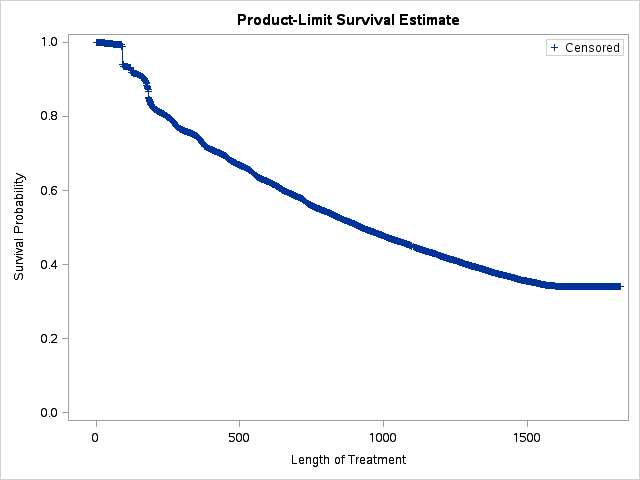 Product-Limit Survival Estimate
+ Censored
1.0
0.8
0.6
0.4
0.2
0.0
Survival Probability
0 500 1000 1500
Length of Treatment